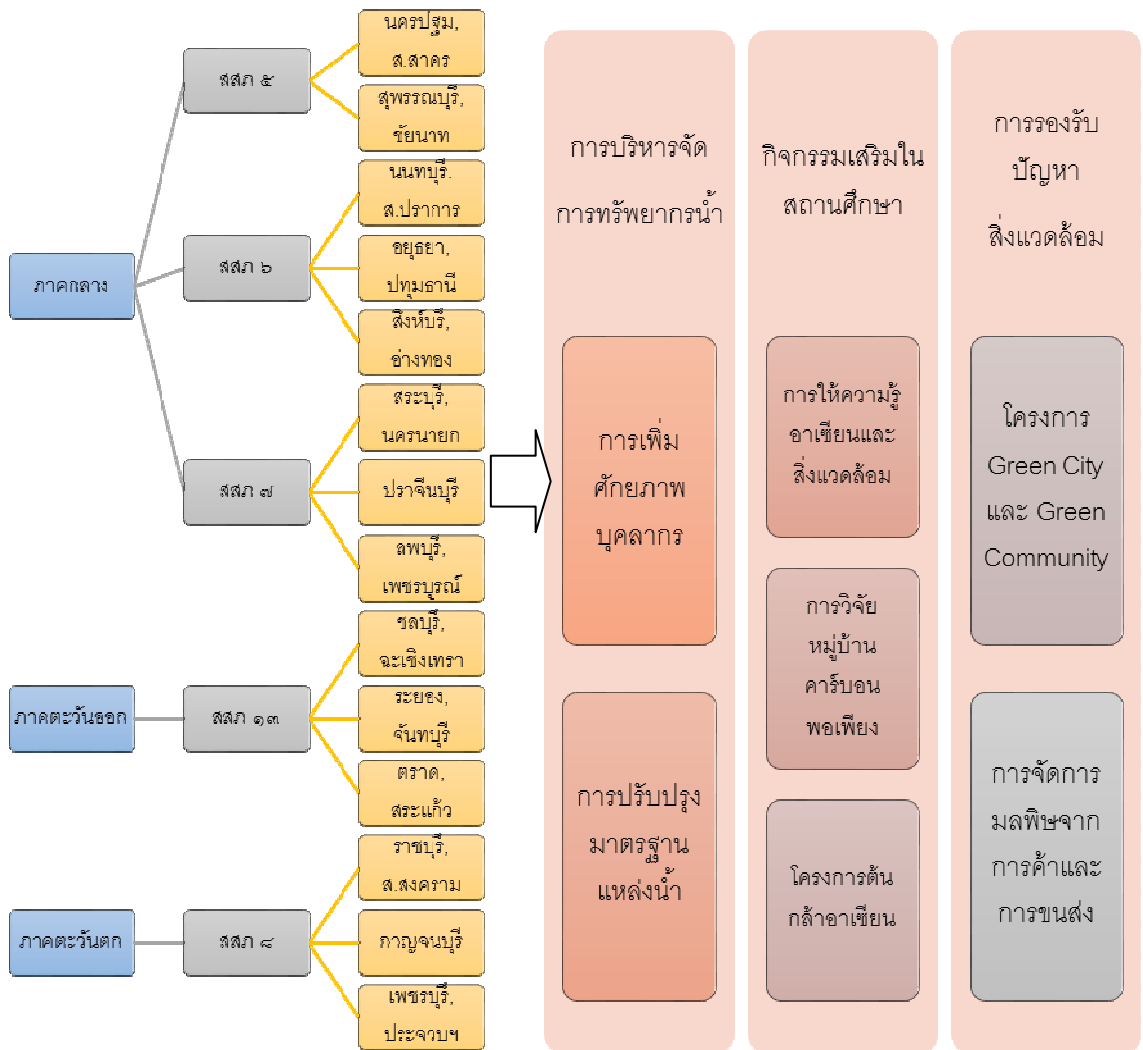 ภาคกลาง
สสภ ๕
นครปฐม,
ส.สาคร
สุพรรณบุรี,
ชัยนาท
สสภ ๖
นนทบุรี.
ส.ปราการ
อยุธยา,
ปทุมธานี
สิงห์บรี,
อ่างทอง
สสภ ๗
สระบุรี,
นครนายก
ปราจีนบุรี
ลพบุรี,
เพชรบูรณ์
ภาคตะวันออก
สสภ ๑๓
ชลบุรี,
ฉะเชิงเทรา
ระยอง,
จันทบุรี
ตราด,
สระแก้ว
ภาคตะวันตก
สสภ ๘
ราชบุรี,
ส.สงคราม
กาญจนบุรี
เพชรบุรี,
ประจวบฯ
การบริหารจัด
การทรัพยากรน้ำ
การเพิ่ม
ศักยภาพ
บุคลากร
การปรับปรุง
มาตรฐาน
แหล่งน้ำ
กิจกรรมเสริมใน
สถานศึกษา
การให้ความรู้
อาเซียนและ
สิ่งแวดล้อม
การวิจัย
หมู่บ้าน
คาร์บอน
พอเพียง
โครงการต้น
กล้าอาเซียน
การรองรับ
ปัญหา
สิ่งแวดล้อม
โครงการ
Green City
และ Green
Community
การจัดการ
มลพิษจาก
การค้าและ
การขนส่ง